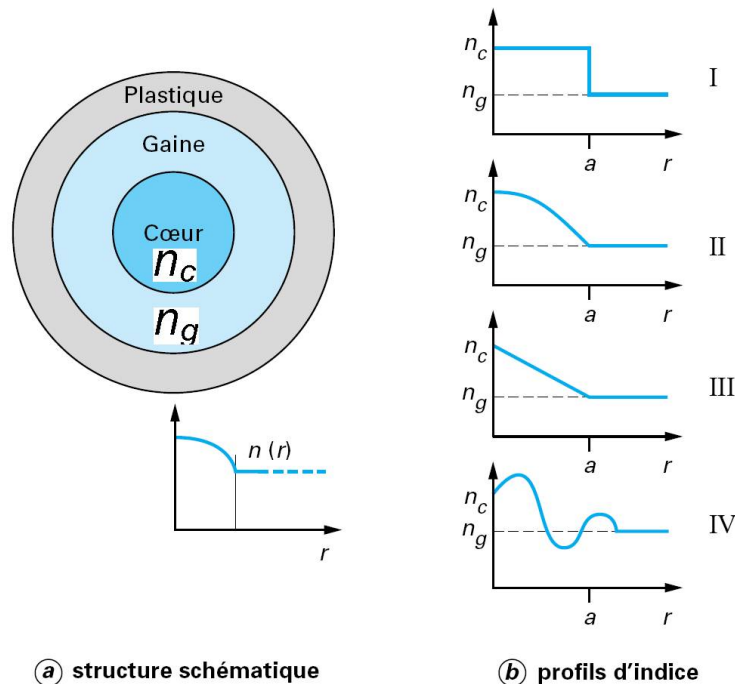 Plastique
Gaine
Cœur
n_c
n_g
n (r)
r
n_c
n_g
a r
I
n_c
n_g
a r
II
n_c
n_g
a r
III
n_c
n_g
a r
IV
ⓐ structure schématique
ⓑ profils d'indice